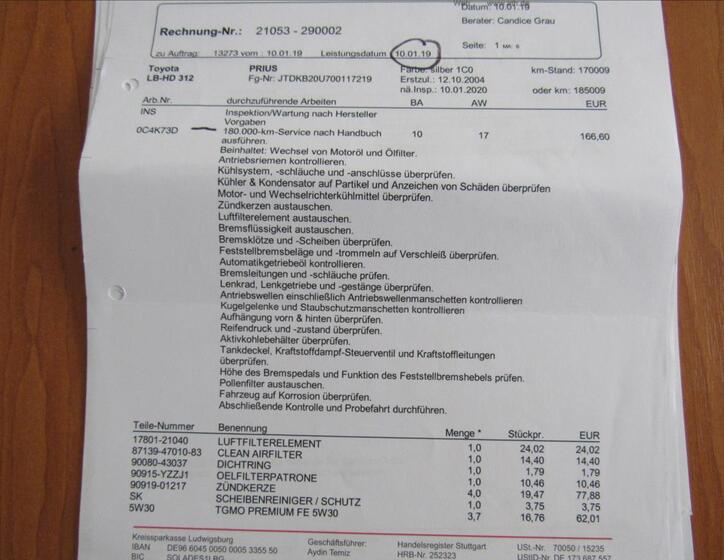 Datum: 10.01.19
Berater: Candice Grau
Rechnung-Nr.: 21053 - 290002
Seite: 1
zu Auftrag: 13273 vom : 10.01.19 Leistungsdatum 10.01.19
Toyota PRIUS Farbe: silber 1C0 km-Stand: 170009
LB-HD 312 Fg-Nr: JTDKB20U700117219 Erstzul.: 12.10.2004
nä.Insp.: 10.01.2020 oder km: 185009
Arb.Nr. durchzuführende Arbeiten BA AW EUR
INS Inspektion/Wartung nach Hersteller
Vorgaben
0C4K73D 180.000-km-Service nach Handbuch 10 17 166,60
ausführen.
Beinhaltet: Wechsel von Motoröl und Ölfilter.
Antriebsriemen kontrollieren.
Kühlsystem, -schläuche und -anschlüsse überprüfen.
Kühler & Kondensator auf Partikel und Anzeichen von Schäden überprüfen
Motor- und Wechselrichterkühlmittel überprüfen.
Zündkerzen austauschen.
Luftfilterelement austauschen.
Bremsflüssigkeit austauschen.
Bremsklötze und -Scheiben überprüfen.
Feststellbremsbeläge und -trommeln auf Verschleiß überprüfen.
Automatikgetriebeöl kontrollieren.
Bremsleitungen und -schläuche prüfen.
Lenkrad, Lenkgetriebe und -gestänge überprüfen.
Antriebswellen einschließlich Antriebswellenmanschetten kontrollieren
Kugelgelenke und Staubschutzmanschetten kontrollieren
Aufhängung vorn & hinten überprüfen.
Reifendruck und -zustand überprüfen.
Aktivkohlebehälter überprüfen.
Tankdeckel, Kraftstoffdampf-Steuerventil und Kraftstoffleitungen
überprüfen.
Höhe des Bremspedals und Funktion des Feststellbremshebels prüfen.
Pollenfilter austauschen.
Fahrzeug auf Korrosion überprüfen.
Abschließende Kontrolle und Probefahrt durchführen.
Teile-Nummer Benennung Menge * Stückpr. EUR
17801-21040 LUFTFILTERELEMENT 1,0 24,02 24,02
87139-47010-83 CLEAN AIRFILTER 1,0 14,40 14,40
90080-43037 DICHTRING 1,0 1,79 1,79
90915-YZZJ1 OELFILTERPATRONE 1,0 10,46 10,46
90919-01217 ZÜNDKERZE 4,0 19,47 77,88
SK SCHEIBENREINIGER / SCHUTZ 1,0 3,75 3,75
5W30 TGMO PREMIUM FE 5W30 3,7 16,76 62,01
Kreissparkasse Ludwigsburg Geschäftsführer: Handelsregister Stuttgart USt.-Nr. 70050 / 15235
IBAN DE96 6045 0050 0005 3355 50 Aydin Temiz HRB-Nr. 252323 UStID-Nr. DE 173 687 557
BIC SOLADES1LBG